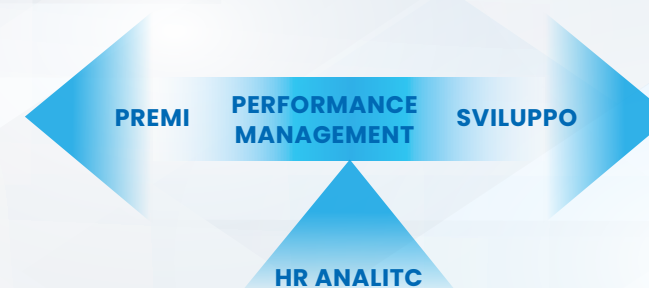 PREMI
PERFORMANCE
MANAGEMENT
SVILUPPO
HR ANALITC